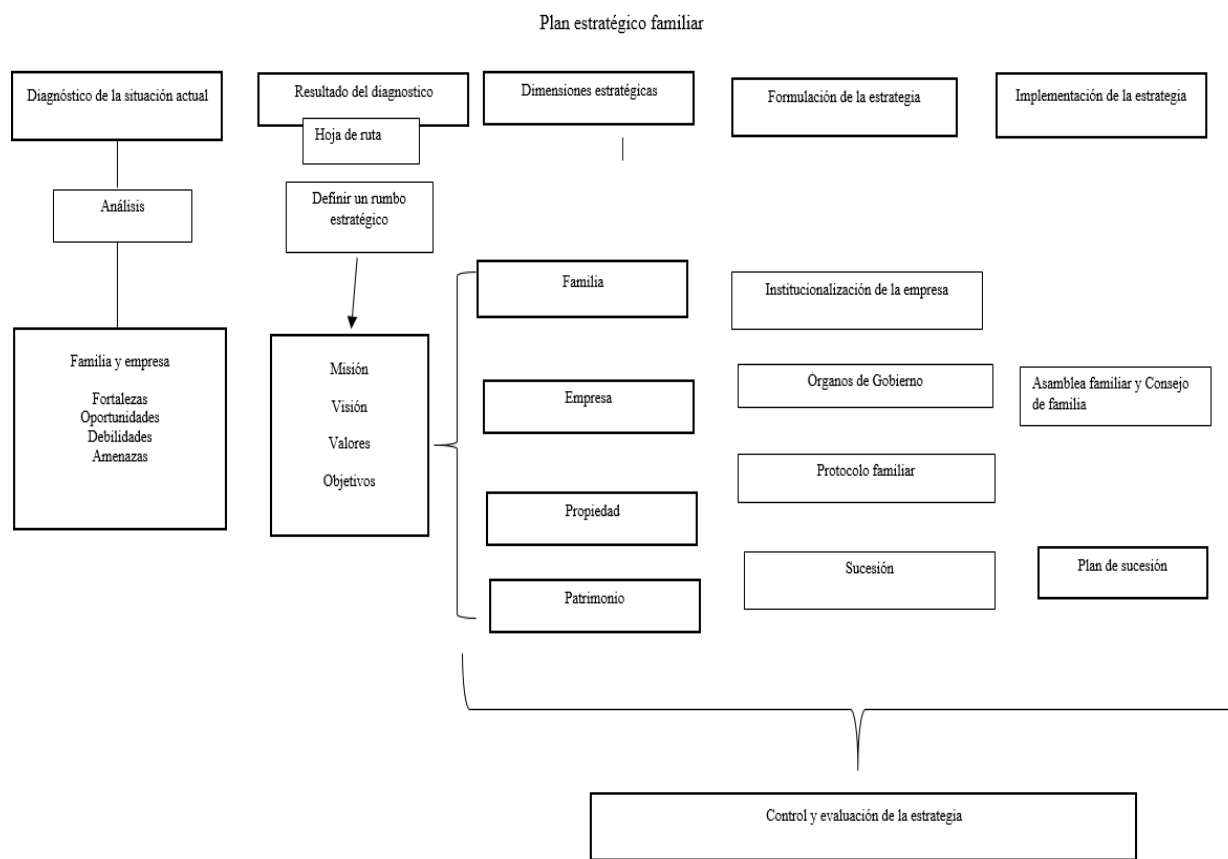 Plan estratégico familiar
Diagnóstico de la situación actual
Resultado del diagnostico
Dimensiones estratégicas
Formulación de la estrategia
Implementación de la estrategia
Hoja de ruta
Análisis
Definir un rumbo
estratégico
Familia
Institucionalización de la empresa
Familia y empresa
Fortalezas
Oportunidades
Debilidades
Amenazas
Misión
Visión
Valores
Objetivos
Empresa
Órganos de Gobierno
Asamblea familiar y Consejo
de familia
Protocolo familiar
Propiedad
Sucesión
Plan de sucesión
Patrimonio
Control y evaluación de la estrategia